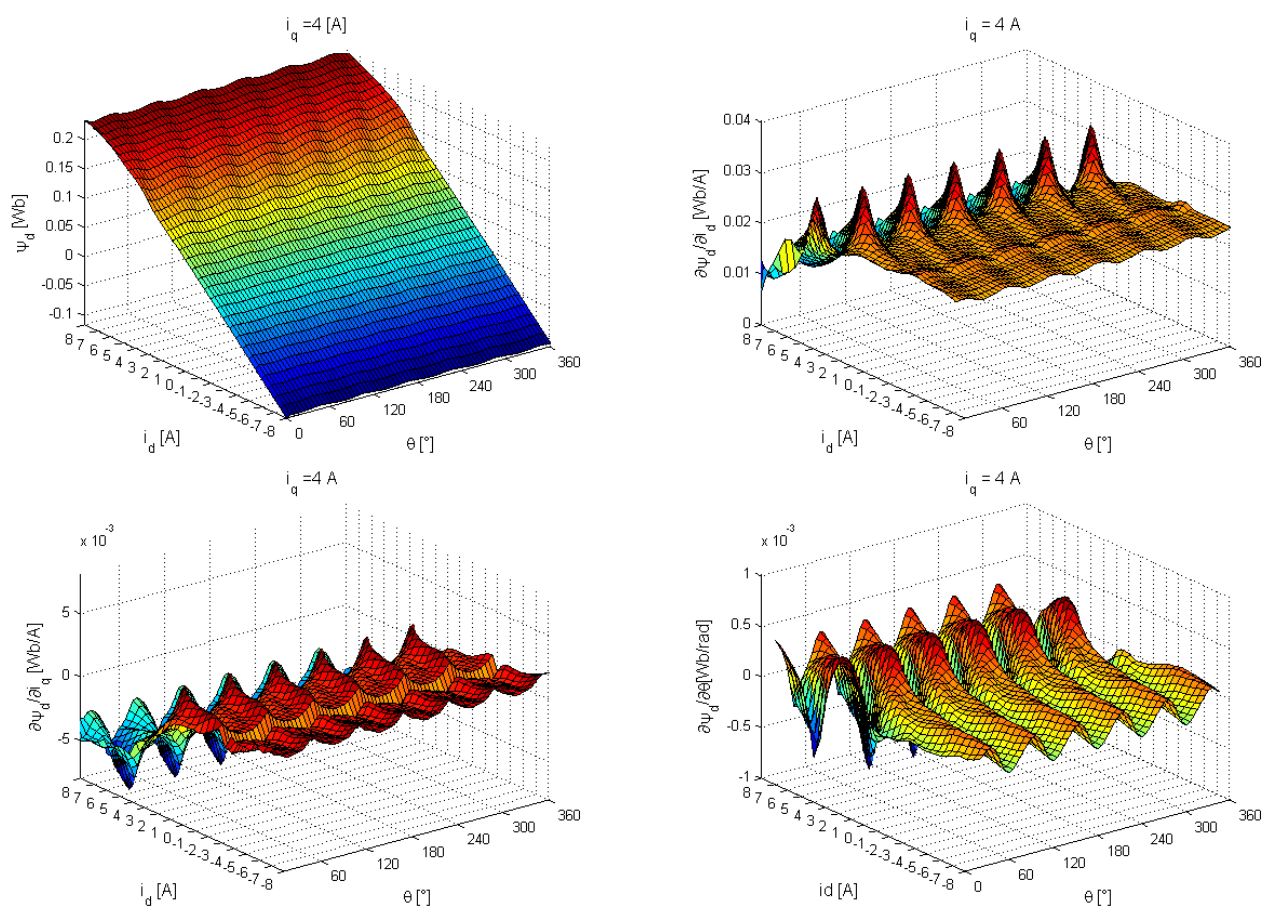 i_q =4 [A]
0.2
0.15
0.1
0.05
0
-0.05
-0.1
ψ_d [Wb]
8 7 6 5 4 3 2 1 0 -1 -2 -3 -4 -5 -6 -7 -8
i_d [A]
0 60 120 180 240 300 360
θ [°]
i_q = 4 A
0.04
0.03
0.02
0.01
0
∂ψ_d/∂i_d [Wb/A]
8 7 6 5 4 3 2 1 0 -1 -2 -3 -4 -5 -6 -7 -8
i_d [A]
60 120 180 240 300 360
θ [°]
i_q =4 A
x 10^-3
5
0
-5
∂ψ_d/∂i_q [Wb/A]
8 7 6 5 4 3 2 1 0 -1 -2 -3 -4 -5 -6 -7 -8
i_d [A]
60 120 180 240 300 360
θ [°]
i_q = 4 A
x 10^-3
1
0.5
0
-0.5
-1
∂ψ_d/∂θ[Wb/rad]
8 7 6 5 4 3 2 1 0 -1 -2 -3 -4 -5 -6 -7 -8
id [A]
0 60 120 180 240 300 360
θ [°]